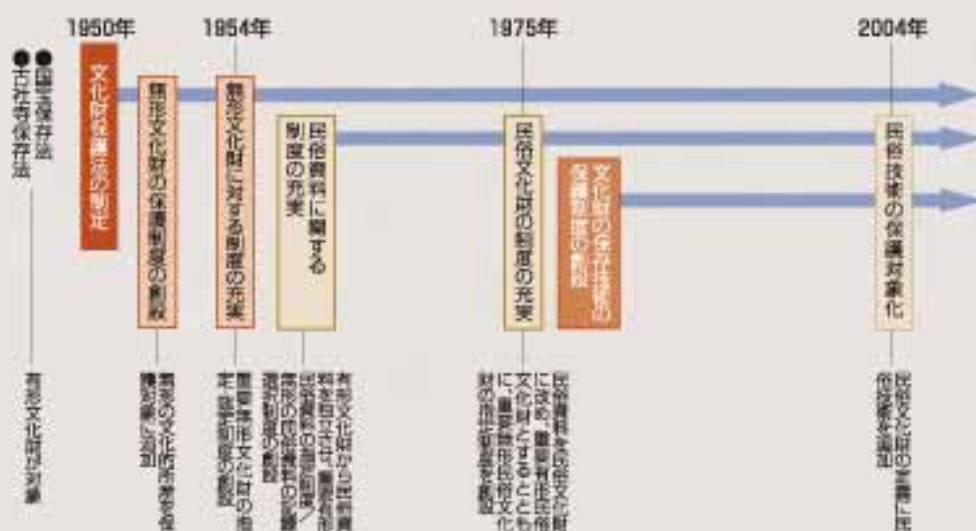 1950年
1954年
1975年
2004年
●国宝保存法
●古社寺保存法
有形文化財が対象
文化財保護法の制定
無形文化財の保護制度の創設
無形の文化的所産を保
護対象に追加
無形文化財に対する制度の充実
重要無形文化財の指
定・認定制度の創設
民俗資料に関する
制度の充実
有形文化財から民俗資
料を独立させ、重要有形
民俗資料の指定制度/
無形の民俗資料の記録
選択制度の創設
民俗文化財の制度の充実
民俗資料を民俗文化財
に改め、重要有形民俗
文化財とするととも
に、重要無形民俗文化
財の指定制度を創設
文化財の保存技術の
保護制度の創設
民俗技術の保護対象化
民俗文化財の定義に民
俗技術を追加